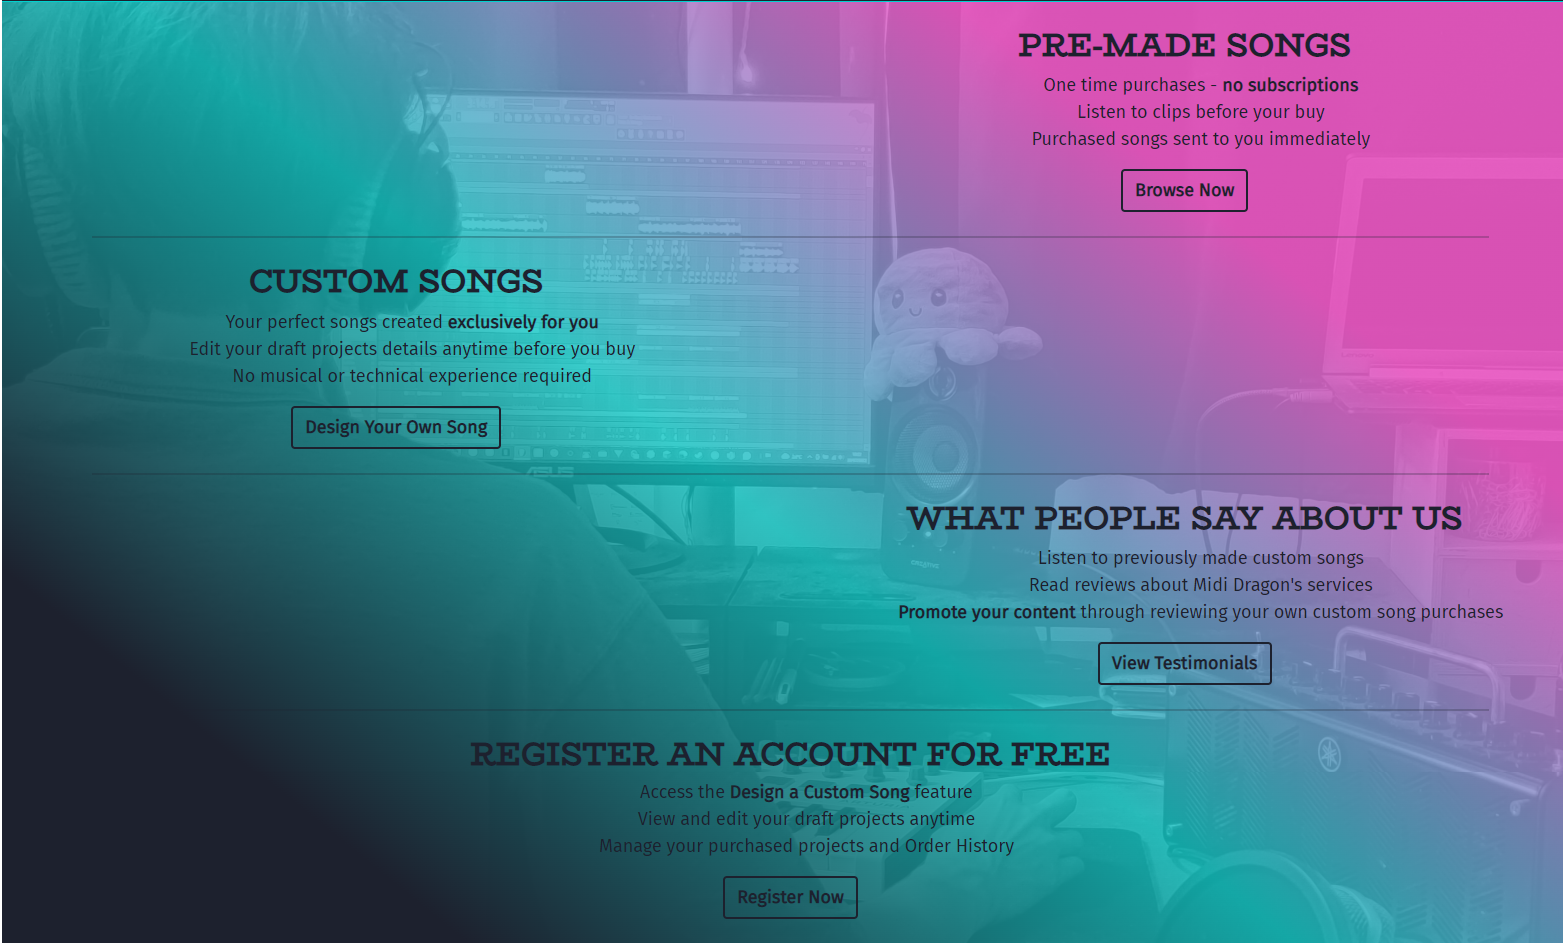 PRE-MADE SONGS
One time purchases - no subscriptions
Listen to clips before your buy
Purchased songs sent to you immediately
Browse Now
CUSTOM SONGS
Your perfect songs created exclusively for you
Edit your draft projects details anytime before you buy
No musical or technical experience required
Design Your Own Song
ASUS
WHAT PEOPLE SAY ABOUT US
Listen to previously made custom songs
Read reviews about Midi Dragon's services
Promote your content through reviewing your own custom song purchases
View Testimonials
REGISTER AN ACCOUNT FOR FREE
Access the Design a Custom Song feature
View and edit your draft projects anytime
Manage your purchased projects and Order History
Register Now